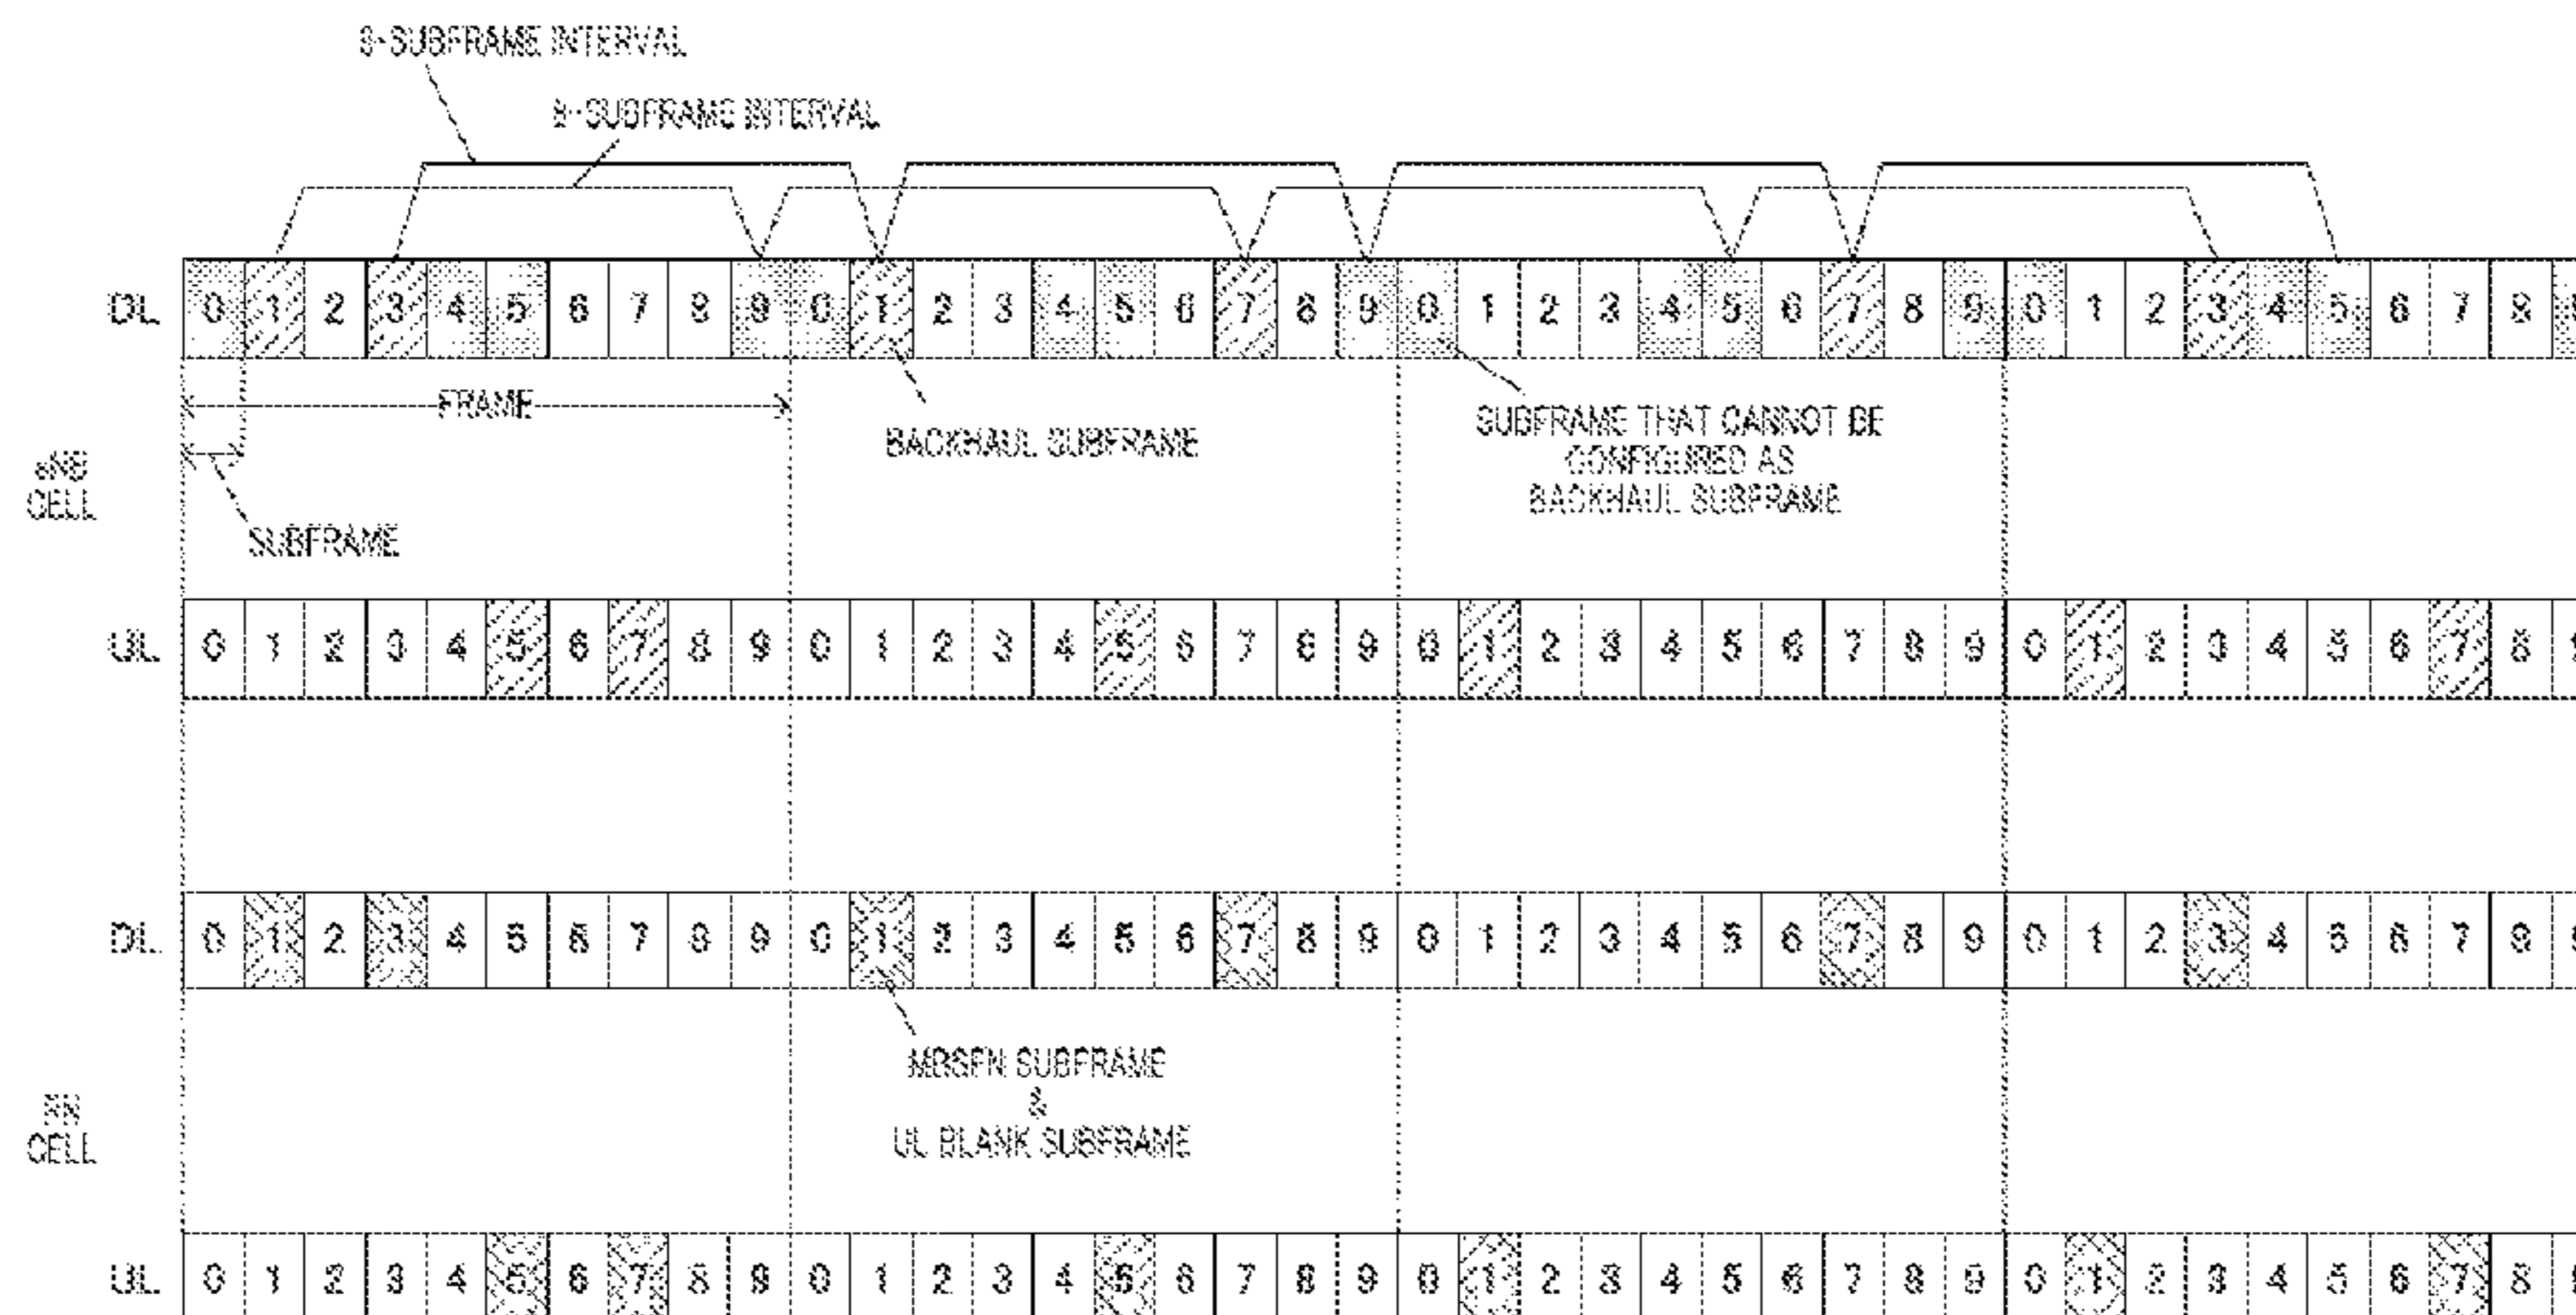 8-SUBFRAME INTERVAL
8-SUBFRAME INTERVAL
DL 0 1 2 3 4 5 6 7 8 9 0 1 2 3 4 5 6 7 8 9 0 1 2 3 4 5 6 7 8 9 0 1 2 3 4 5 6 7 8
FRAME
BACKHAUL SUBFRAME
SUBFRAME THAT CANNOT BE
CONFIGURED AS
BACKHAUL SUBFRAME
eNB
CELL
SUBFRAME
UL 0 1 2 3 4 5 6 7 8 9 0 1 2 3 4 5 6 7 8 9 0 1 2 3 4 5 6 7 8 9 0 1 2 3 4 5 6 7 8
DL 0 1 2 3 4 5 6 7 8 9 0 1 2 3 4 5 6 7 8 9 0 1 2 3 4 5 6 7 8 9 0 1 2 3 4 5 6 7 8
MBSFN SUBFRAME
&
UL BLANK SUBFRAME
RN
CELL
UL 0 1 2 3 4 5 6 7 8 9 0 1 2 3 4 5 6 7 8 9 0 1 2 3 4 5 6 7 8 9 0 1 2 3 4 5 6 7 8